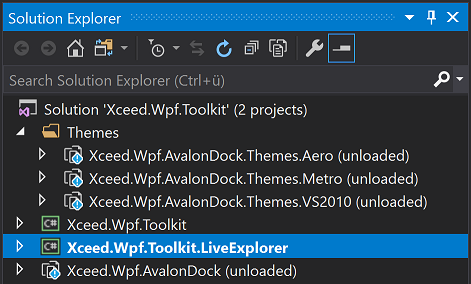 Solution Explorer
Search Solution Explorer (Ctrl+ü)
Solution 'Xceed.Wpf.Toolkit' (2 projects)
Themes
Xceed.Wpf.AvalonDock.Themes.Aero (unloaded)
Xceed.Wpf.AvalonDock.Themes.Metro (unloaded)
Xceed.Wpf.AvalonDock.Themes.VS2010 (unloaded)
C# Xceed.Wpf.Toolkit
C# Xceed.Wpf.Toolkit.LiveExplorer
Xceed.Wpf.AvalonDock (unloaded)